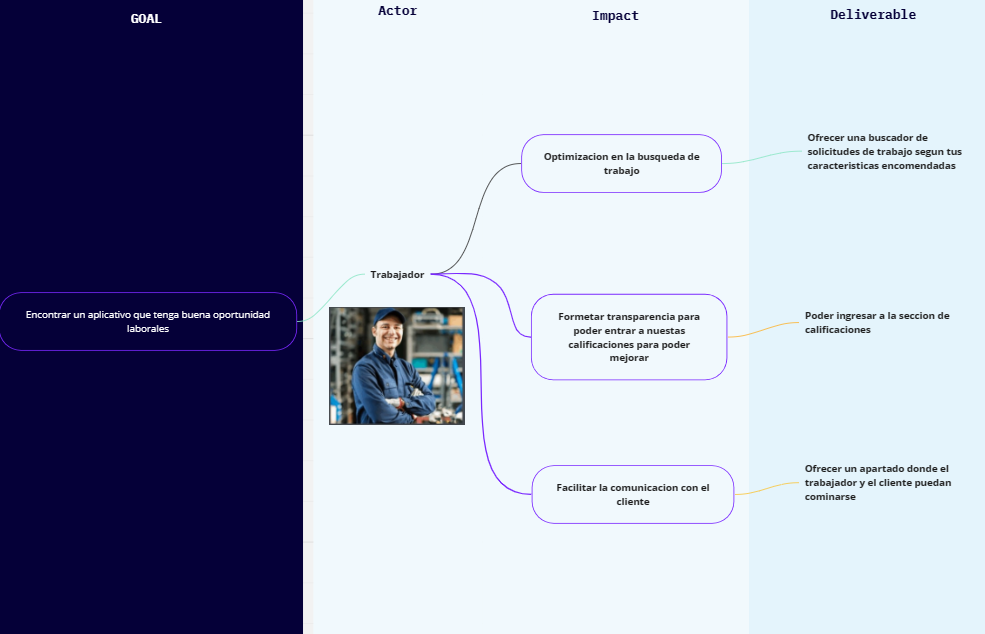 GOAL
Actor
Impact
Deliverable
Optimizacion en la busqueda de
trabajo
Ofrecer una buscador de
solicitudes de trabajo segun tus
caracteristicas encomendadas
Trabajador
Encontrar un aplicativo que tenga buena oportunidad
laborales
Formetar transparencia para
poder entrar a nuestas
calificaciones para poder
mejorar
Poder ingresar a la seccion de
calificaciones
Facilitar la comunicacion con el
cliente
Ofrecer un apartado donde el
trabajador y el cliente puedan
cominarse